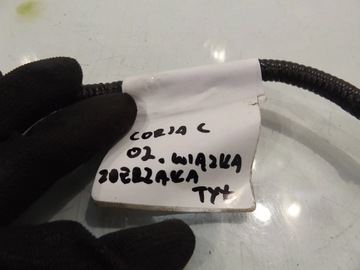 CORSA C
02. WIĄZKA
ZDERZAKA
TYŁ